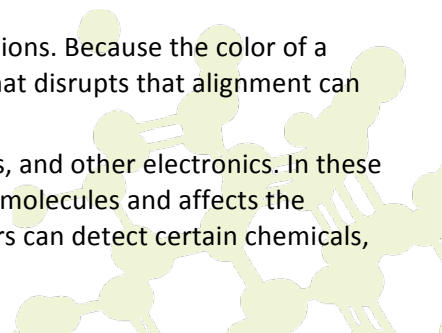 ions. Because the color of a
hat disrupts that alignment can
s, and other electronics. In these
molecules and affects the
rs can detect certain chemicals,